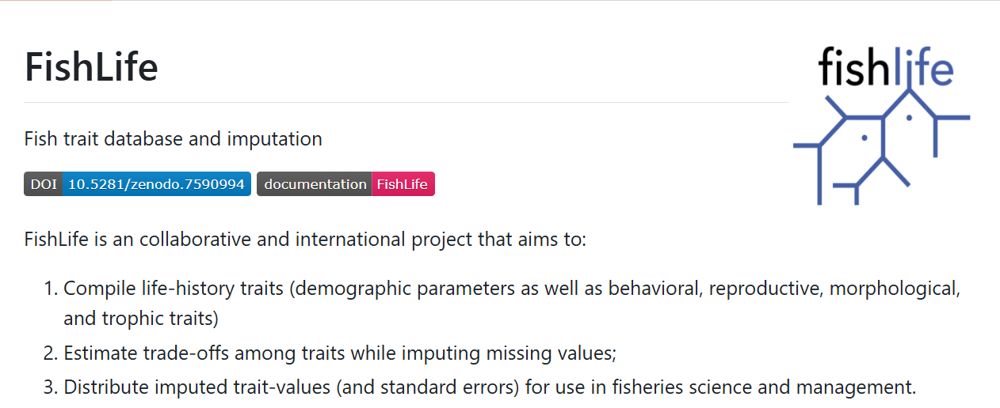 FishLife
fishlife
Fish trait database and imputation
DOI 10.5281/zenodo.7590994 documentation FishLife
FishLife is an collaborative and international project that aims to:
1. Compile life-history traits (demographic parameters as well as behavioral, reproductive, morphological,
and trophic traits)
2. Estimate trade-offs among traits while imputing missing values;
3. Distribute imputed trait-values (and standard errors) for use in fisheries science and management.